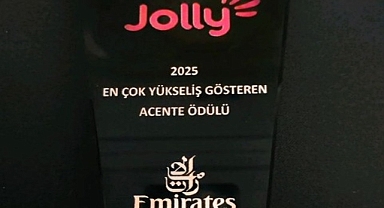 Jolly
2025
EN ÇOK YÜKSELİŞ GÖSTEREN
ACENTE ÖDÜLÜ
Emirates